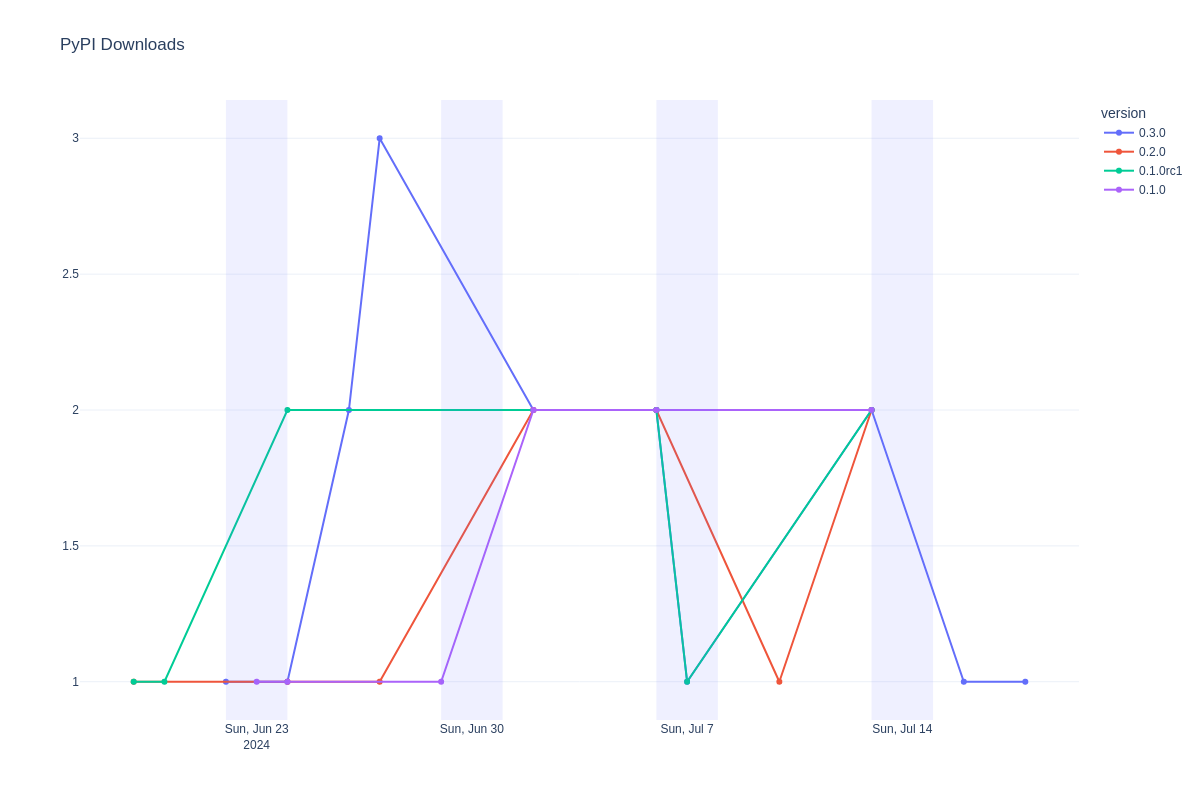 PyPI Downloads
version
0.3.0
0.2.0
0.1.0rc1
0.1.0
3
2.5
2
1.5
1
Sun, Jun 23
2024
Sun, Jun 30
Sun, Jul 7
Sun, Jul 14